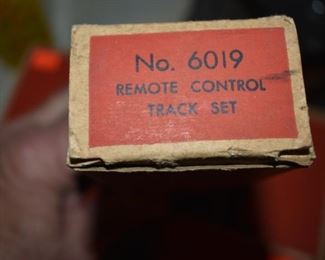 No. 6019
REMOTE CONTROL
TRACK SET